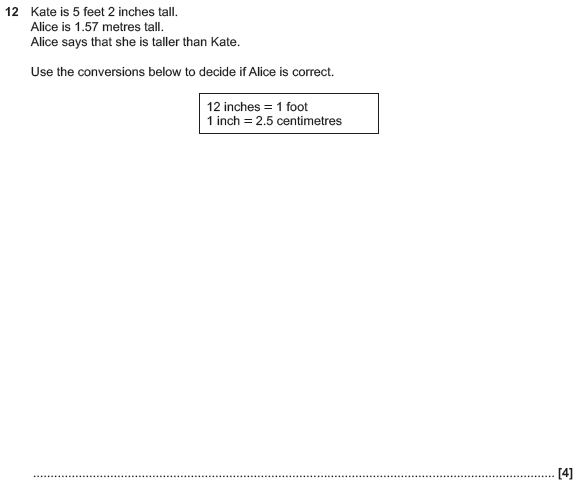 12 Kate is 5 feet 2 inches tall.
Alice is 1.57 metres tall.
Alice says that she is taller than Kate.
Use the conversions below to decide if Alice is correct.
12 inches = 1 foot
1 inch = 2.5 centimetres
.......................................................................................................................................................... [4]